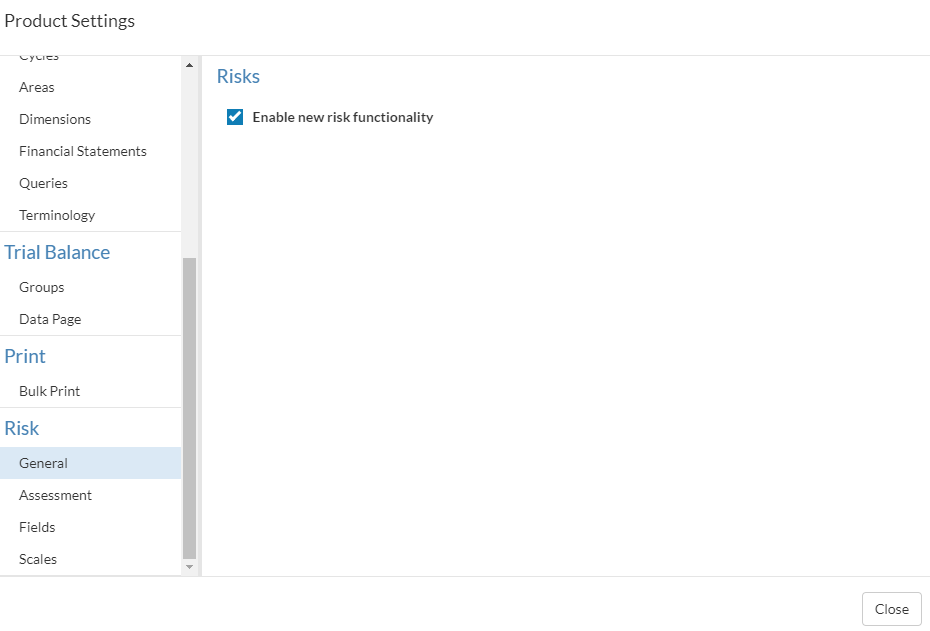 Product Settings
Cycles
Areas
Dimensions
Financial Statements
Queries
Terminology
Trial Balance
Groups
Data Page
Print
Bulk Print
Risk
General
Assessment
Fields
Scales
Risks
Enable new risk functionality
Close